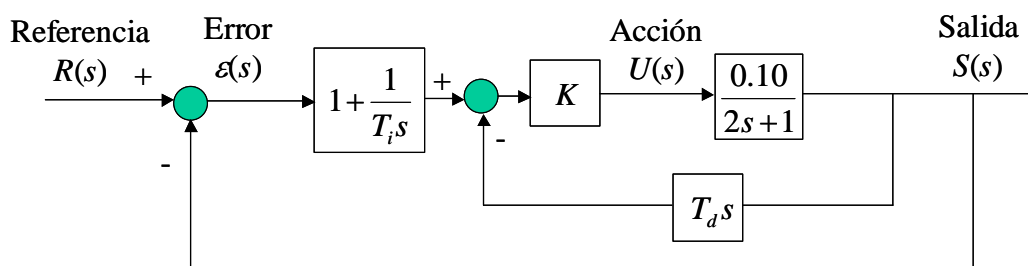 Referencia
R(s)
+
-
Error
ε(s)
1 + 1/(T_i s)
+
-
K
Acción
U(s)
0.10/(2s+1)
T_d s
Salida
S(s)